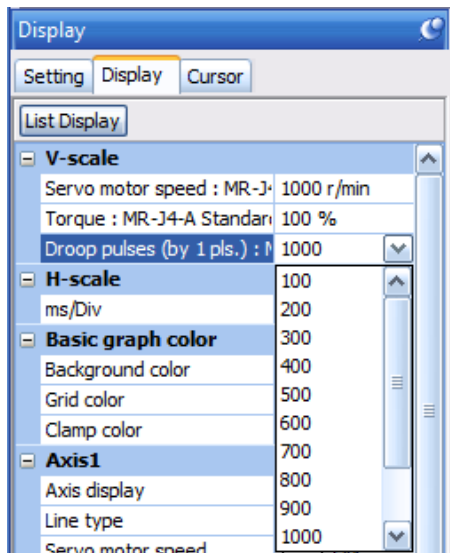 Display
Setting Display Cursor
List Display
V-scale
Servo motor speed : MR-J 1000 r/min
Torque : MR-J4-A Standar 100 %
Droop pulses (by 1 pls.) : 1000
H-scale 100
ms/Div 200
Basic graph color 300
Background color 400
Grid color 500
Clamp color 600
700
Axis1 800
Axis display 900
Line type 1000
Servo motor speed